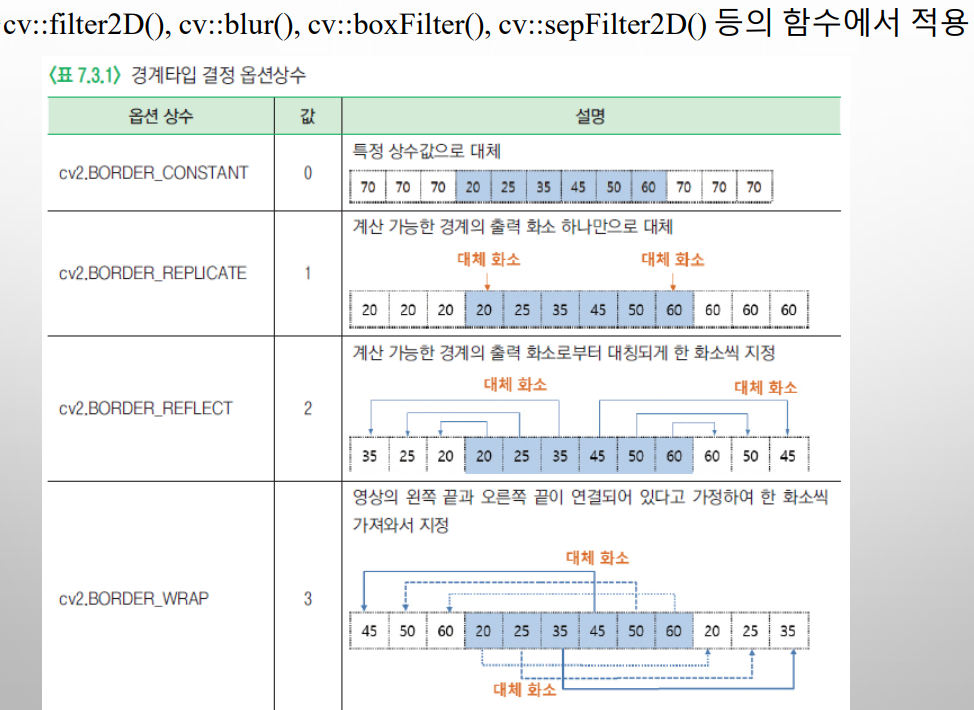 cv::filter2D(), cv::blur(), cv::boxFilter(), cv::sepFilter2D() 등의 함수에서 적용
〈표 7.3.1〉 경계타입 결정 옵션상수
옵션 상수 값 설명
특정 상수값으로 대체
cv2.BORDER_CONSTANT 0
70 70 70 20 25 35 45 50 60 70 70 70
계산 가능한 경계의 출력 화소 하나만으로 대체
대체 화소 대체 화소
cv2.BORDER_REPLICATE 1
20 20 20 20 25 35 45 50 60 60 60 60
계산 가능한 경계의 출력 화소로부터 대칭되게 한 화소씩 지정
대체 화소 대체 화소
cv2.BORDER_REFLECT 2
35 25 20 20 25 35 45 50 60 60 50 45
영상의 왼쪽 끝과 오른쪽 끝이 연결되어 있다고 가정하여 한 화소씩
가져와서 지정
대체 화소
cv2.BORDER_WRAP 3
45 50 60 20 25 35 45 50 60 20 25 35
대체 화소